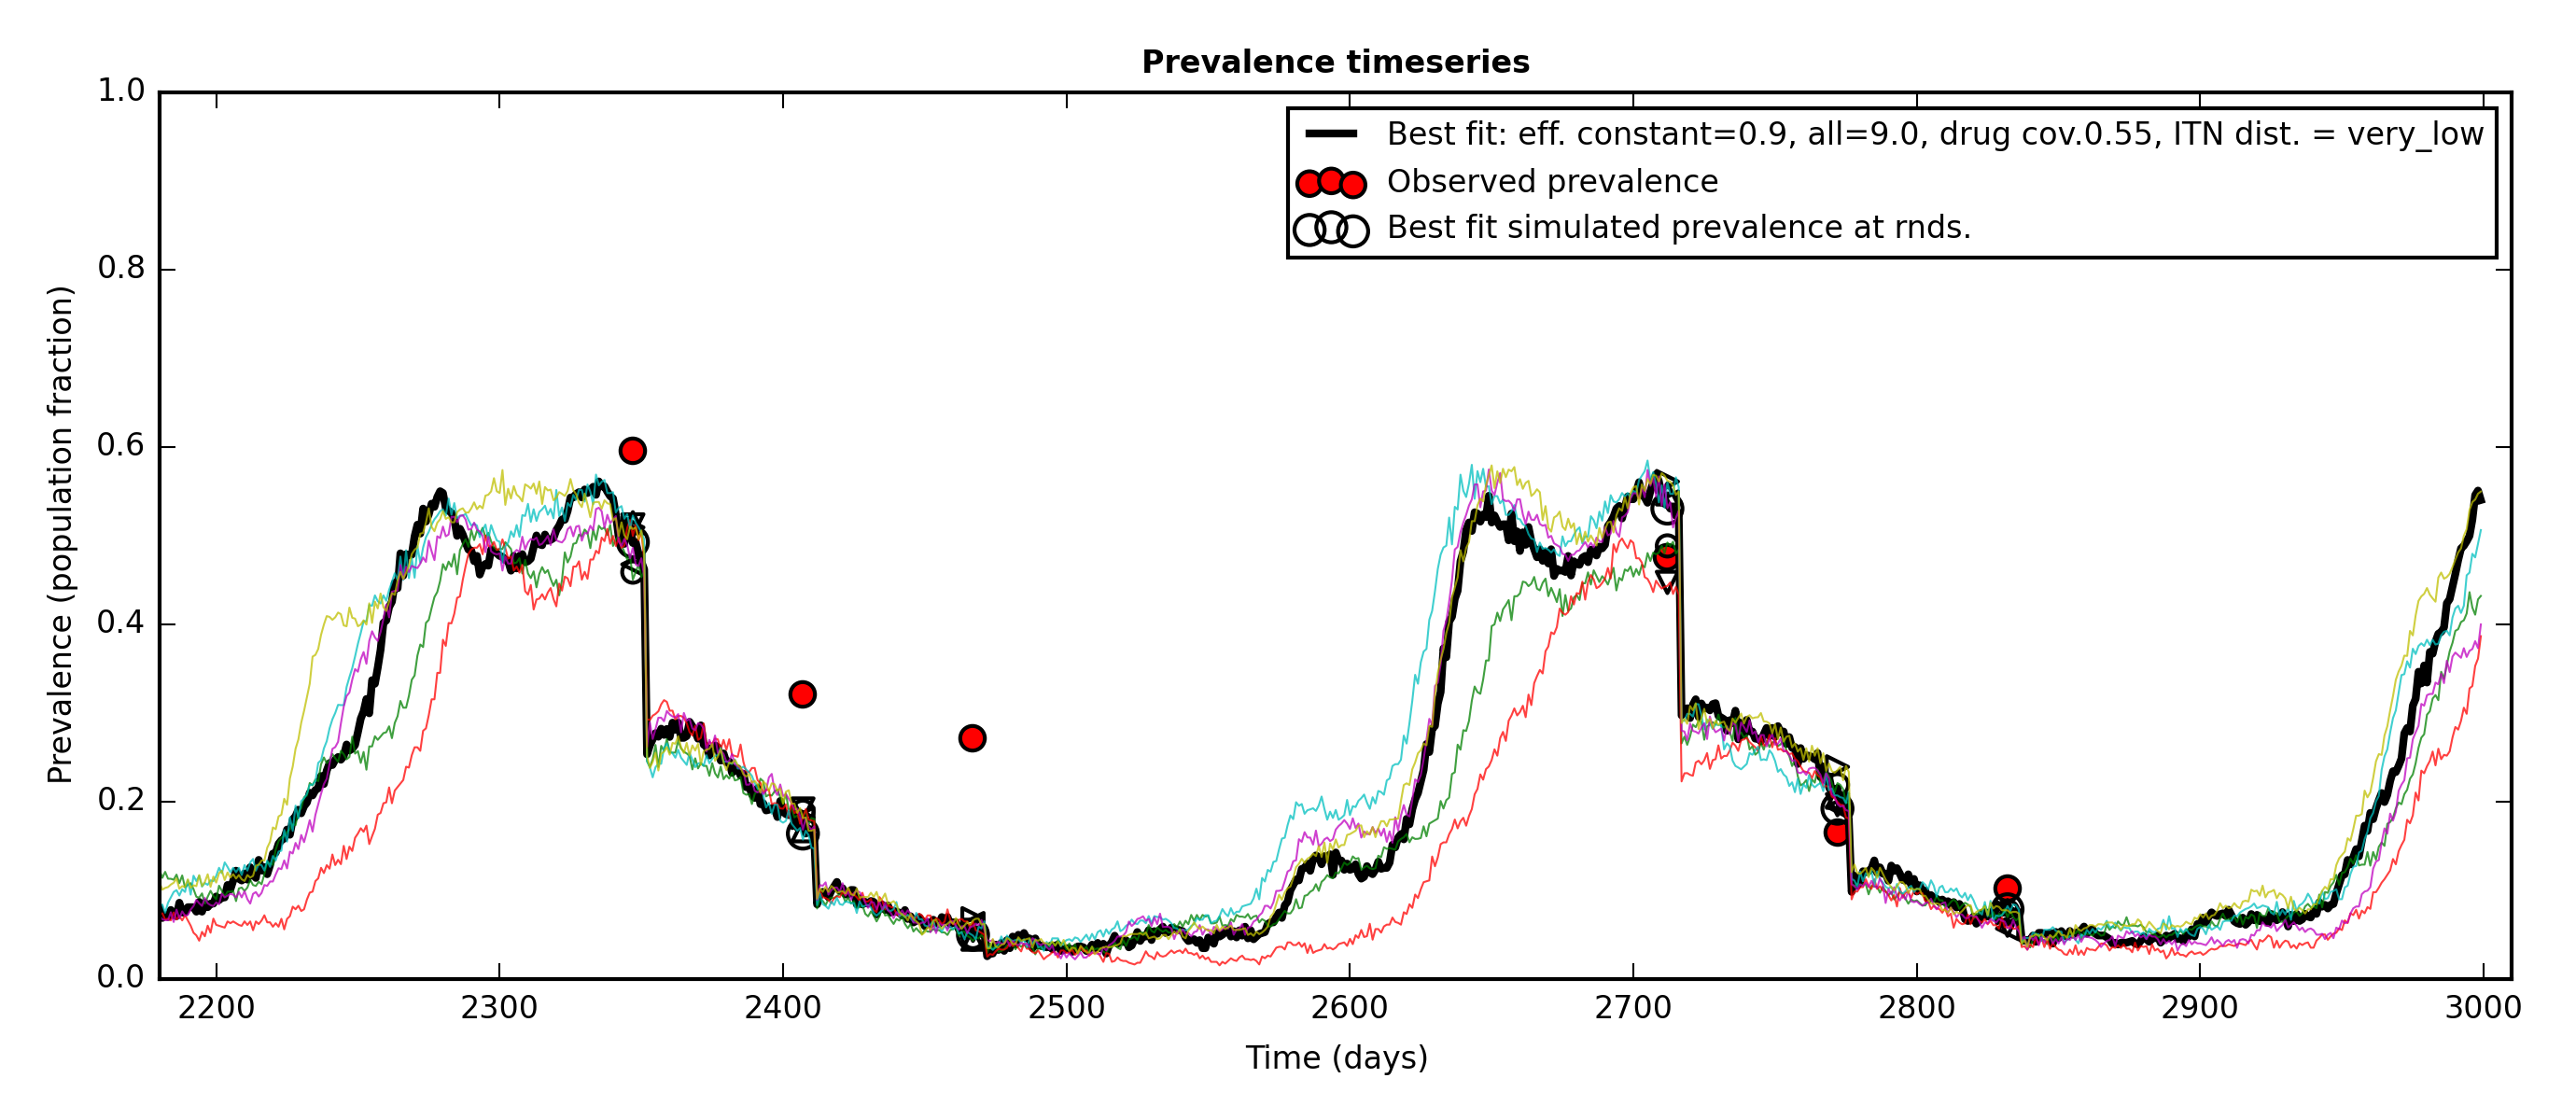 Prevalence timeseries
1.0
0.8
0.6
0.4
0.2
0.0
Prevalence (population fraction)
Best fit: eff. constant=0.9, all=9.0, drug cov.0.55, ITN dist. = very_low
Observed prevalence
Best fit simulated prevalence at rnds.
2200 2300 2400 2500 2600 2700 2800 2900 3000
Time (days)